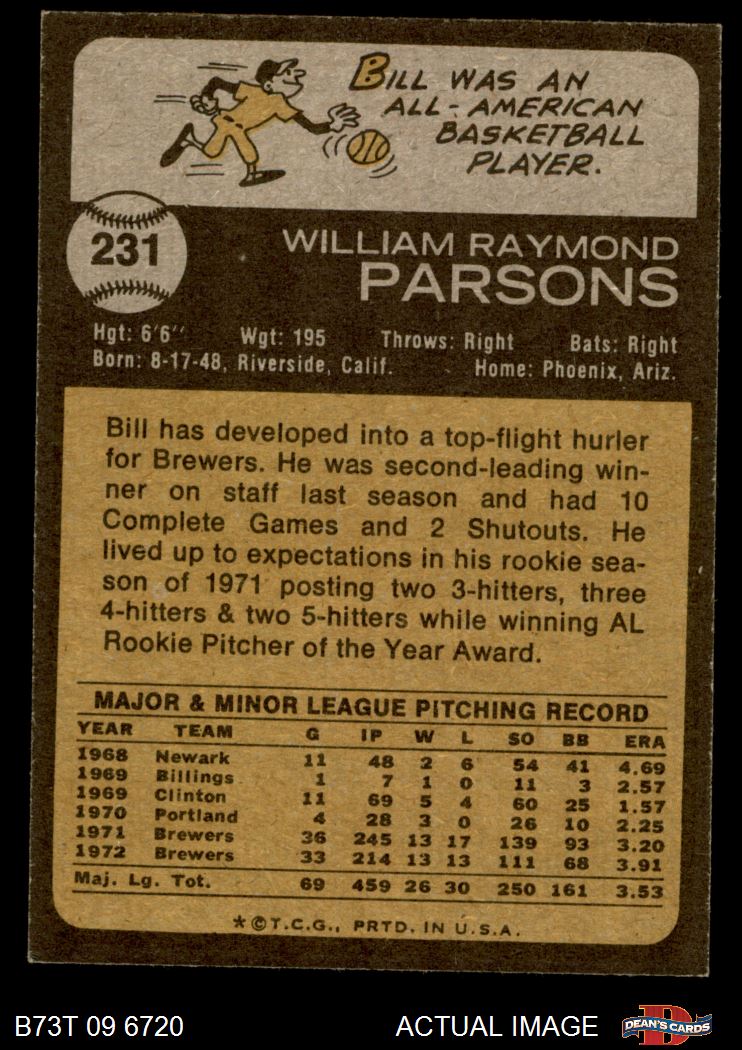 BILL WAS AN
ALL-AMERICAN
BASKETBALL
PLAYER.
231
WILLIAM RAYMOND
PARSONS
Hgt: 6'6" Wgt: 195 Throws: Right Bats: Right
Born: 8-17-48, Riverside, Calif. Home: Phoenix, Ariz.
Bill has developed into a top-flight hurler
for Brewers. He was second-leading win-
ner on staff last season and had 10
Complete Games and 2 Shutouts. He
lived up to expectations in his rookie sea-
son of 1971 posting two 3-hitters, three
4-hitters & two 5-hitters while winning AL
Rookie Pitcher of the Year Award.
MAJOR & MINOR LEAGUE PITCHING RECORD
YEAR TEAM G IP W L SO BB ERA
1968 Newark 11 48 2 6 54 41 4.69
1969 Billings 1 7 1 0 11 3 2.57
1969 Clinton 11 69 5 4 60 25 1.57
1970 Portland 4 28 3 0 26 10 2.25
1971 Brewers 36 245 13 17 139 93 3.20
1972 Brewers 33 214 13 13 111 68 3.91
Maj. Lg. Tot. 69 459 26 30 250 161 3.53
*©T.C.G., PRTD. IN U.S.A.
B73T 09 6720 ACTUAL IMAGE D DEAN'S CARDS